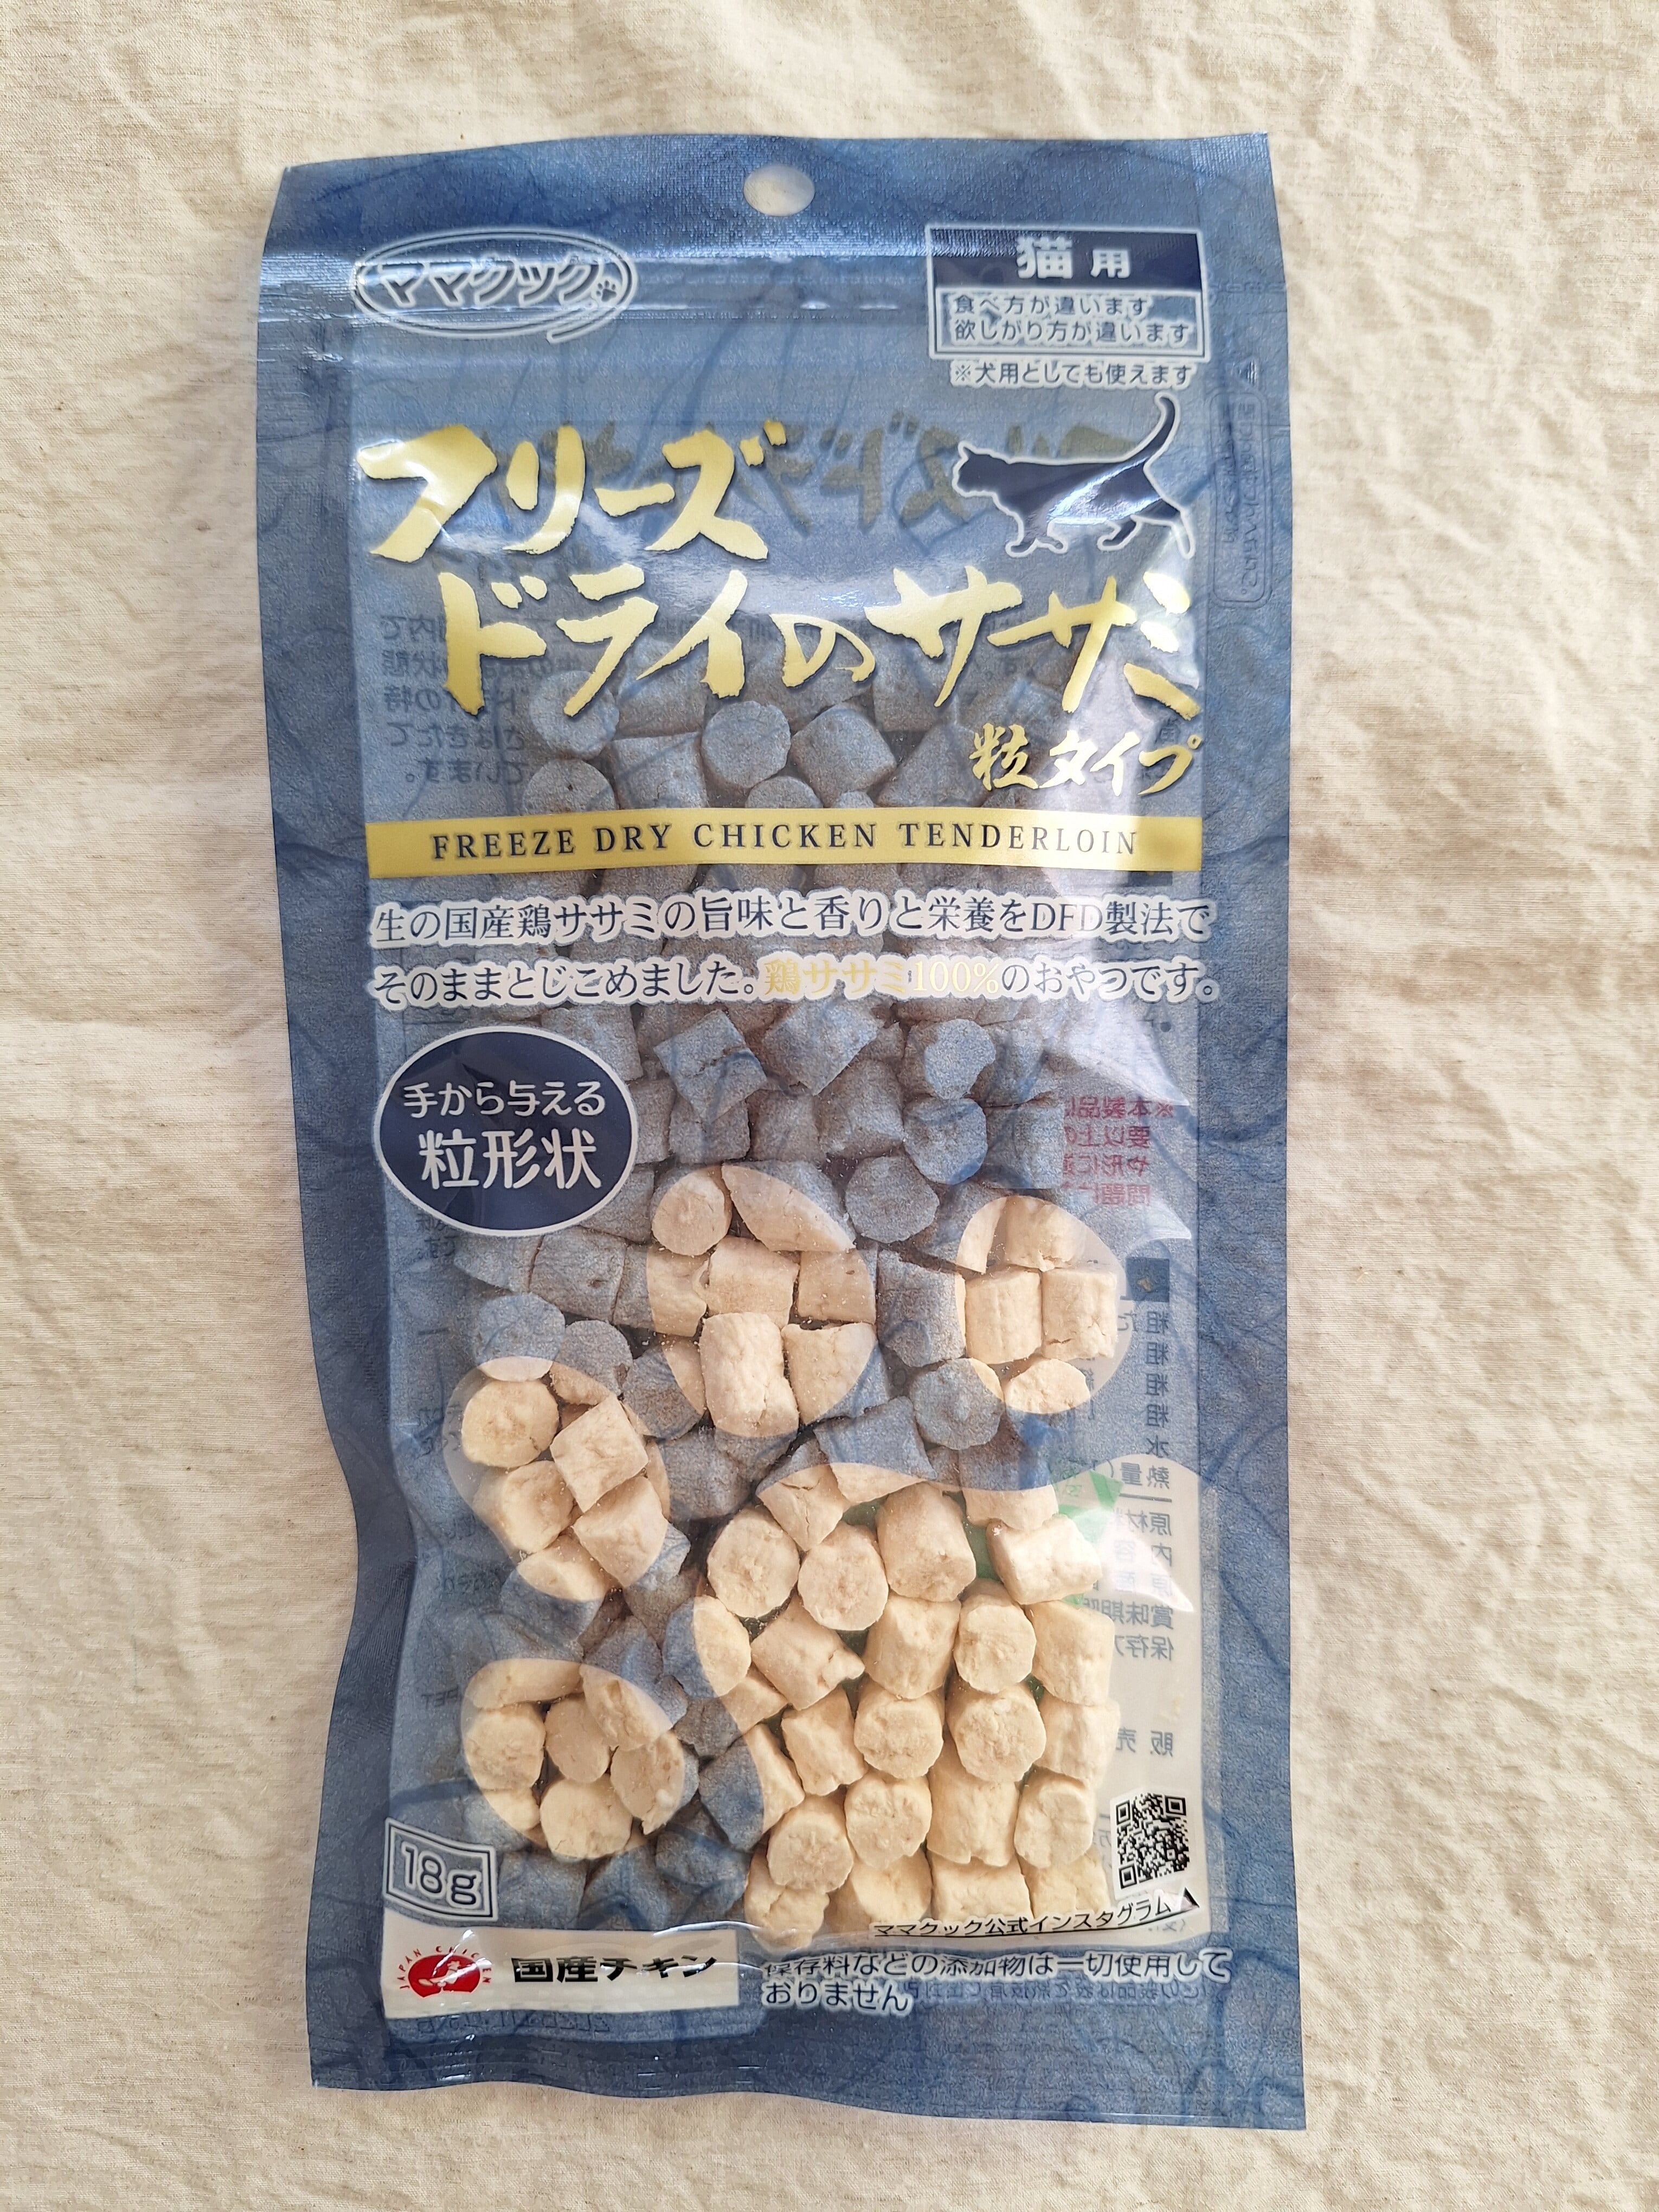 ママクック
猫用
食べ方が違います
欲しがり方が違います
※犬用としても使えます
フリーズ
ドライのササミ
粒タイプ
FREEZE DRY CHICKEN TENDERLOIN
生の国産鶏ササミの旨味と香りと栄養をDFD製法で
そのままとじこめました。鶏ササミ100%のおやつです。
手から与える
粒形状
18g
ママクック公式インスタグラム
JAPAN CHICKEN
国産チキン
保存料などの添加物は一切使用して
おりません